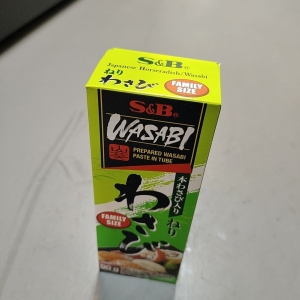 S&B®
Japanese Horseradish/Wasabi
ねり
わさび
FAMILY
SIZE
S&B®
WASABI
PREPARED WASABI
PASTE IN TUBE
本わさび入り
ねり
わさび
FAMILY
SIZE
90g